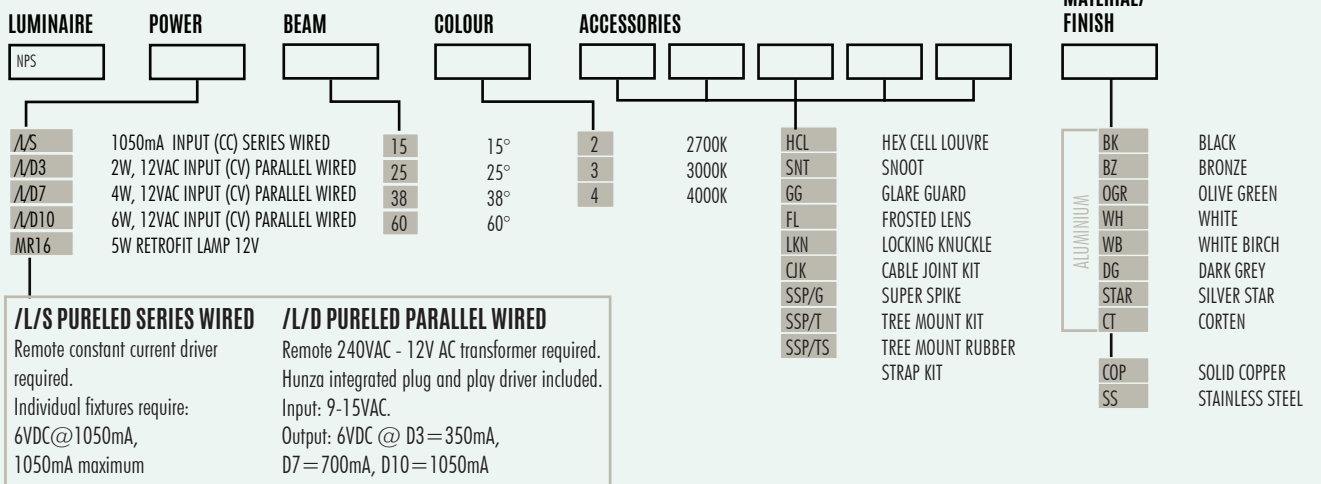 LUMINAIRE POWER BEAM COLOUR ACCESSORIES MATERIAL/
FINISH
NPS
/L/S 1050mA INPUT (CC) SERIES WIRED
/L/D3 2W, 12VAC INPUT (CV) PARALLEL WIRED
/L/D7 4W, 12VAC INPUT (CV) PARALLEL WIRED
/L/D10 6W, 12VAC INPUT (CV) PARALLEL WIRED
MR16 5W RETROFIT LAMP 12V
15 15°
25 25°
38 38°
60 60°
2 2700K
3 3000K
4 4000K
HCL HEX CELL LOUVRE
SNT SNOOT
GG GLARE GUARD
FL FROSTED LENS
LKN LOCKING KNUCKLE
CJK CABLE JOINT KIT
SSP/G SUPER SPIKE
SSP/T TREE MOUNT KIT
SSP/TS TREE MOUNT RUBBER
STRAP KIT
ALUMINIUM
BK BLACK
BZ BRONZE
OGR OLIVE GREEN
WH WHITE
WB WHITE BIRCH
DG DARK GREY
STAR SILVER STAR
CT CORTEN
COP SOLID COPPER
SS STAINLESS STEEL
/L/S PURELED SERIES WIRED
Remote constant current driver
required.
Individual fixtures require:
6VDC@1050mA,
1050mA maximum
/L/D PURELED PARALLEL WIRED
Remote 240VAC - 12V AC transformer required.
Hunza integrated plug and play driver included.
Input: 9-15VAC.
Output: 6VDC @ D3=350mA,
D7=700mA, D10=1050mA